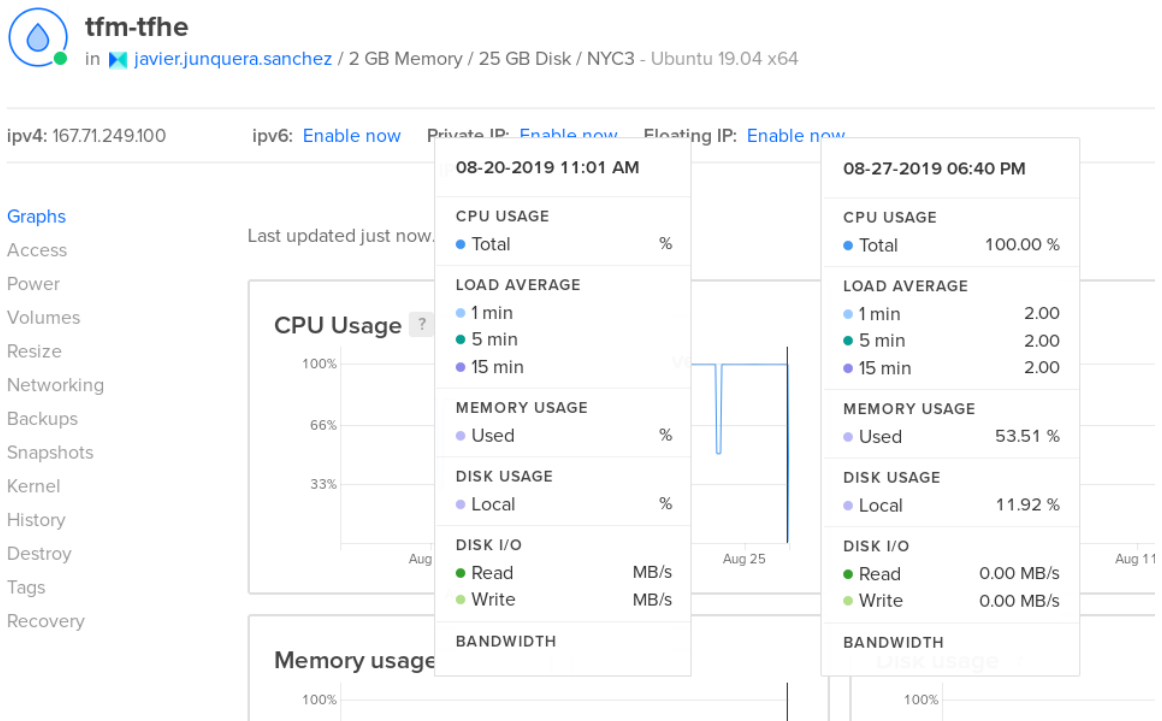 tfm-tfhe
in javier.junquera.sanchez / 2 GB Memory / 25 GB Disk / NYC3 - Ubuntu 19.04 x64
ipv4: 167.71.249.100 ipv6: Enable now Private IP: Enable now Floating IP: Enable now
Graphs
Access
Power
Volumes
Resize
Networking
Backups
Snapshots
Kernel
History
Destroy
Tags
Recovery
Last updated just now.
CPU Usage ?
100%
66%
33%
Aug
Aug 25
Aug 11
08-20-2019 11:01 AM
CPU USAGE
Total %
LOAD AVERAGE
1 min
5 min
15 min
MEMORY USAGE
Used %
DISK USAGE
Local %
DISK I/O
Read MB/s
Write MB/s
BANDWIDTH
08-27-2019 06:40 PM
CPU USAGE
Total 100.00 %
LOAD AVERAGE
1 min 2.00
5 min 2.00
15 min 2.00
MEMORY USAGE
Used 53.51 %
DISK USAGE
Local 11.92 %
DISK I/O
Read 0.00 MB/s
Write 0.00 MB/s
BANDWIDTH
Memory usage
100%
Disk usage
100%